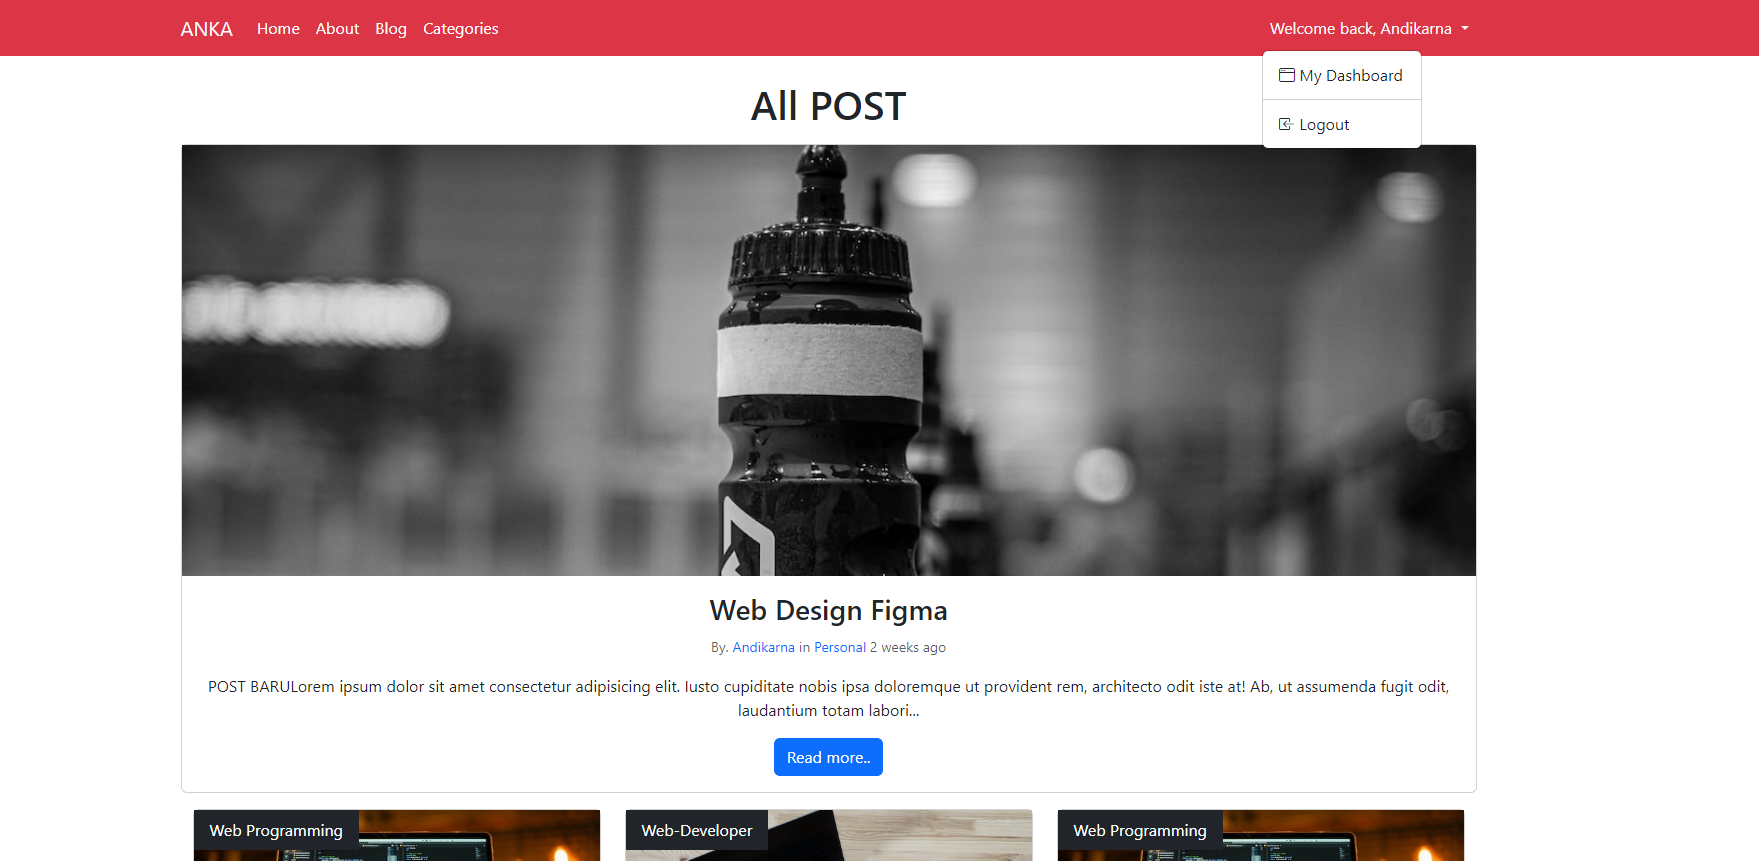 ANKA Home About Blog Categories Welcome back, Andikarna
My Dashboard
Logout
All POST
Web Design Figma
By. Andikarna in Personal 2 weeks ago
POST BARULorem ipsum dolor sit amet consectetur adipisicing elit. Iusto cupiditate nobis ipsa doloremque ut provident rem, architecto odit iste at! Ab, ut assumenda fugit odit,
laudantium totam labori...
Read more..
Web Programming
Web-Developer
Web Programming